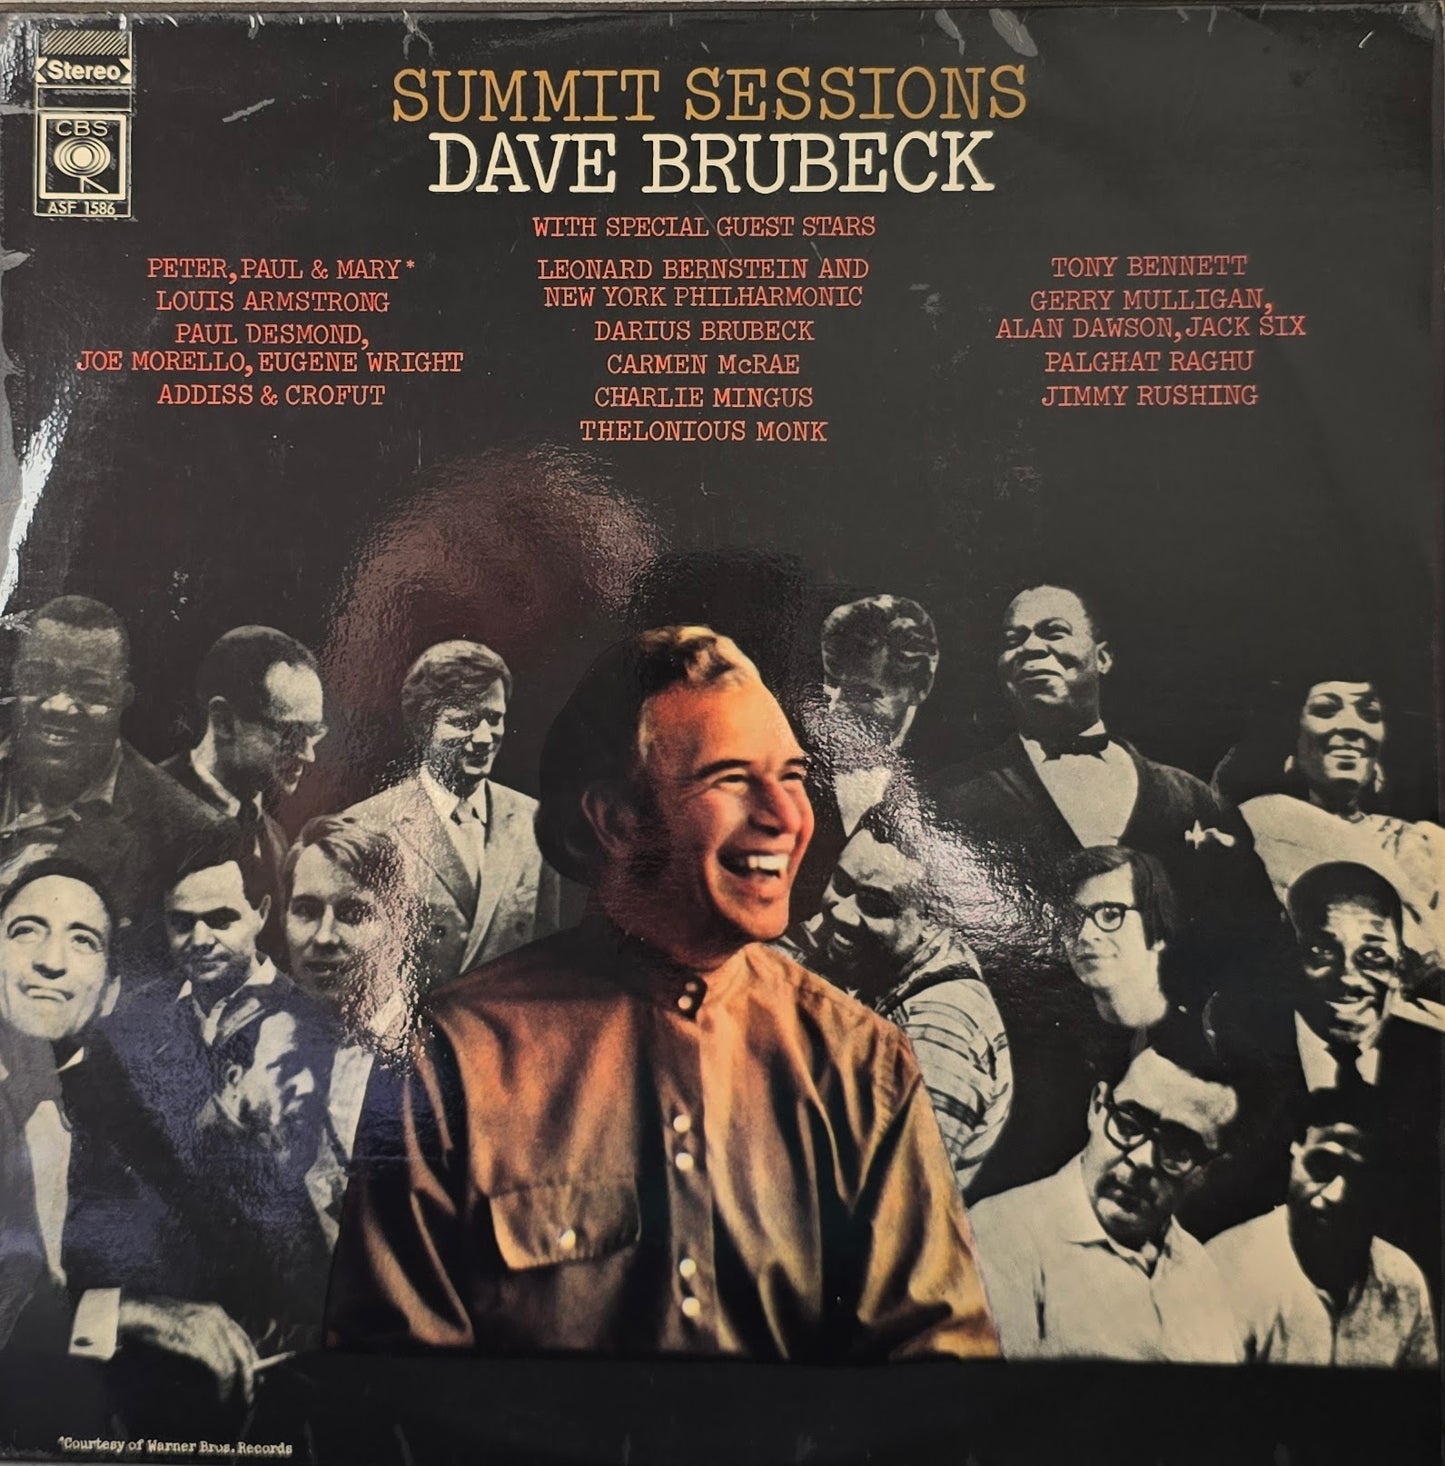 Stereo
CBS
ASF 1586
SUMMIT SESSIONS
DAVE BRUBECK
WITH SPECIAL GUEST STARS
PETER, PAUL & MARY*
LOUIS ARMSTRONG
PAUL DESMOND,
JOE MORELLO, EUGENE WRIGHT
ADDISS & CROFUT
LEONARD BERNSTEIN AND
NEW YORK PHILHARMONIC
DARIUS BRUBECK
CARMEN McRAE
CHARLIE MINGUS
THELONIOUS MONK
TONY BENNETT
GERRY MULLIGAN,
ALAN DAWSON, JACK SIX
PALGHAT RAGHU
JIMMY RUSHING
*Courtesy of Warner Bros. Records